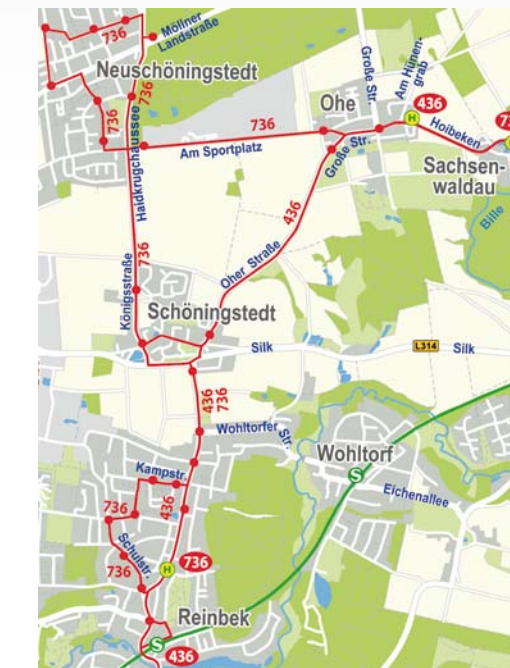 736
Möllner
Landstraße
Neuschöningstedt
736
736
Haidkrugchaussee
736
Am Sportplatz
Ohe
Große Str.
Am Hünen-
grab
436
Hoibeken
Große Str.
Sachsen-
waldau
Bille
436
736
Königsstraße
Oher Straße
Schöningstedt
Silk
L314
Silk
436
736
Wohltorfer
Str.
Wohltorf
S
Eichenallee
Kampstr.
436
736
Schulstr.
736
H
736
Reinbek
S
436
H